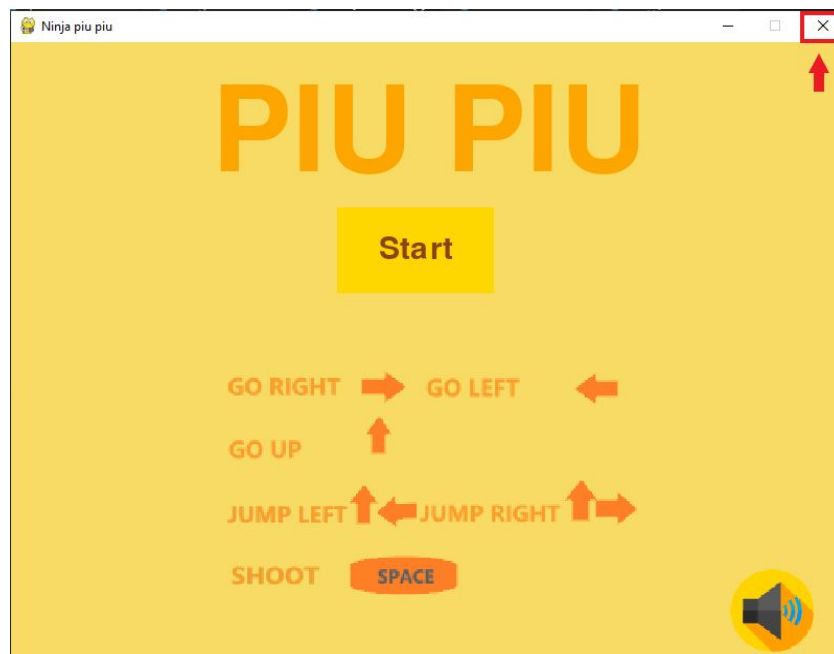 Ninja piu piu
PIU PIU
Start
GO RIGHT GO LEFT
GO UP
JUMP LEFT JUMP RIGHT
SHOOT SPACE